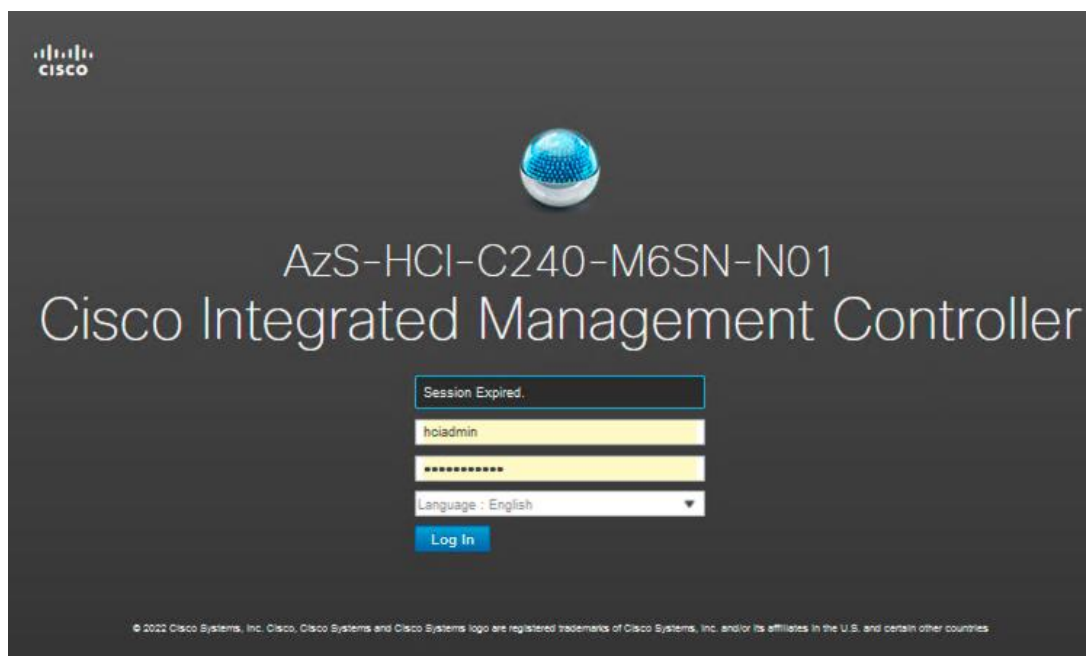 CISCO
AzS-HCI-C240-M6SN-N01
Cisco Integrated Management Controller
Session Expired.
hciadmin
•••••••••••
Language : English
Log In
© 2022 Cisco Systems, Inc. Cisco, Cisco Systems and Cisco Systems logo are registered trademarks of Cisco Systems, Inc. and/or its affiliates in the U.S. and certain other countries